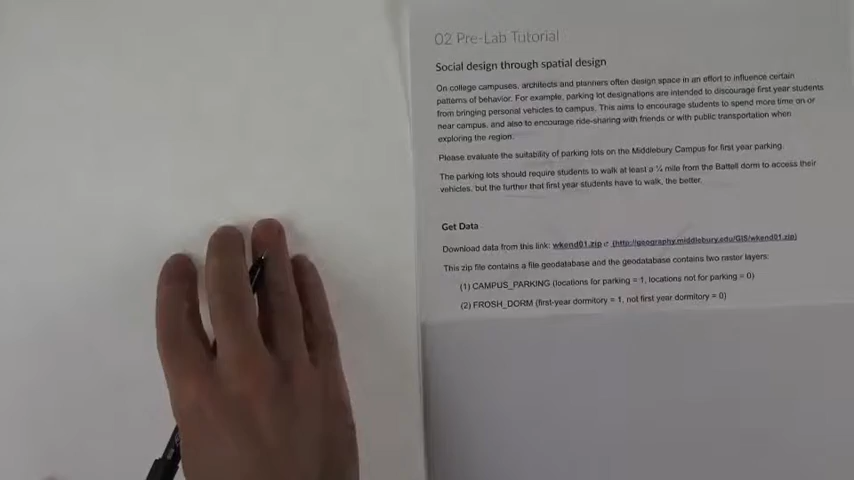 02 Pre-Lab Tutorial
Social design through spatial design
On college campuses, architects and planners often design space in an effort to influence certain
patterns of behavior. For example, parking lot designations are intended to discourage first year students
from bringing personal vehicles to campus. This aims to encourage students to spend more time on or
near campus, and also to encourage ride-sharing with friends or with public transportation when
exploring the region.
Please evaluate the suitability of parking lots on the Middlebury Campus for first year parking.
The parking lots should require students to walk at least a ¼ mile from the Battell dorm to access their
vehicles, but the further that first year students have to walk, the better.
Get Data
Download data from this link: wkend01.zip (http://geography.middlebury.edu/GIS/wkend01.zip)
This zip file contains a file geodatabase and the geodatabase contains two raster layers:
(1) CAMPUS_PARKING (locations for parking = 1, locations not for parking = 0)
(2) FROSH_DORM (first-year dormitory = 1, not first year dormitory = 0)